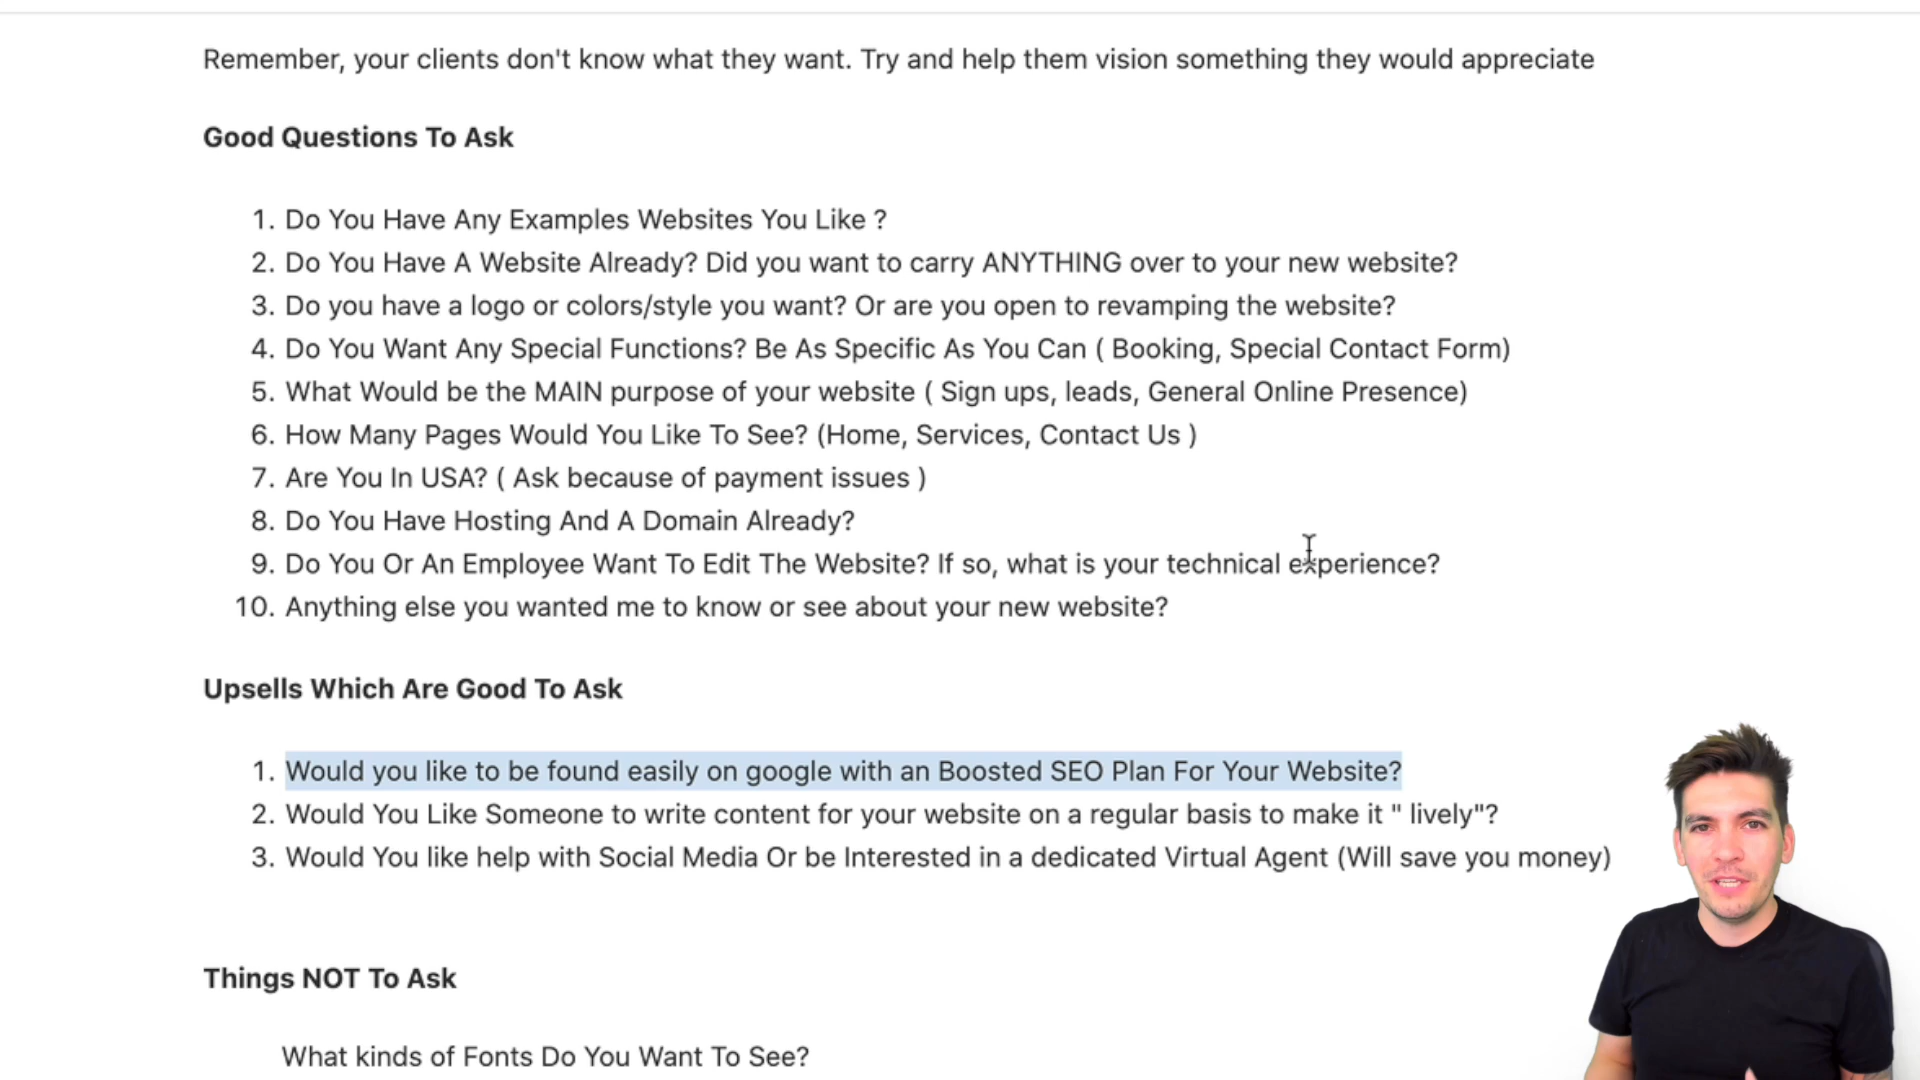 Remember, your clients don't know what they want. Try and help them vision something they would appreciate
Good Questions To Ask
1. Do You Have Any Examples Websites You Like ?
2. Do You Have A Website Already? Did you want to carry ANYTHING over to your new website?
3. Do you have a logo or colors/style you want? Or are you open to revamping the website?
4. Do You Want Any Special Functions? Be As Specific As You Can ( Booking, Special Contact Form)
5. What Would be the MAIN purpose of your website ( Sign ups, leads, General Online Presence)
6. How Many Pages Would You Like To See? (Home, Services, Contact Us )
7. Are You In USA? ( Ask because of payment issues )
8. Do You Have Hosting And A Domain Already?
9. Do You Or An Employee Want To Edit The Website? If so, what is your technical experience?
10. Anything else you wanted me to know or see about your new website?
Upsells Which Are Good To Ask
1. Would you like to be found easily on google with an Boosted SEO Plan For Your Website?
2. Would You Like Someone to write content for your website on a regular basis to make it " lively"?
3. Would You like help with Social Media Or be Interested in a dedicated Virtual Agent (Will save you money)
Things NOT To Ask
What kinds of Fonts Do You Want To See?